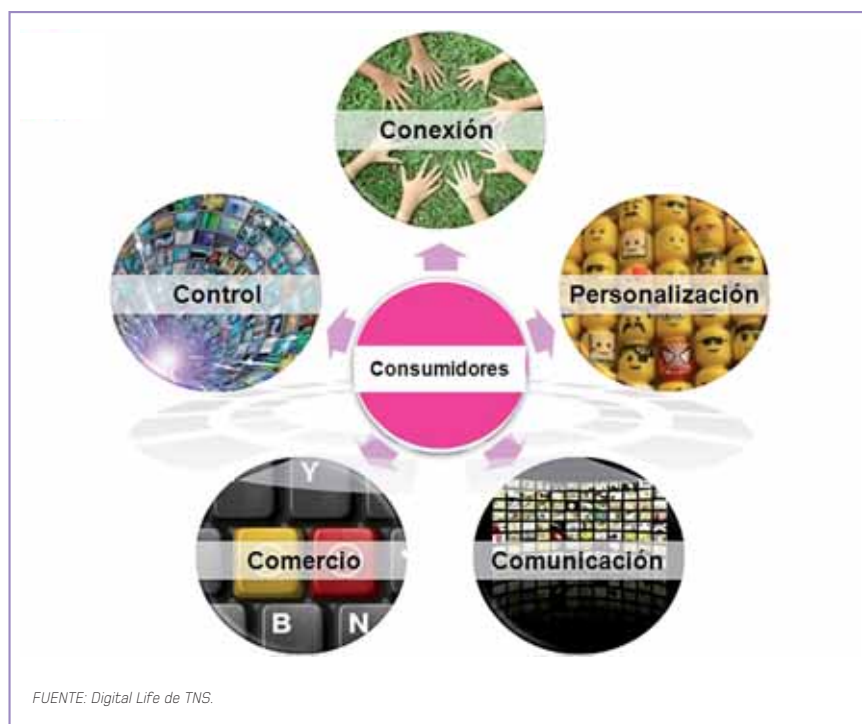 Conexión
Control
Personalización
Consumidores
Y
Comercio
Comunicación
B
N
FUENTE: Digital Life de TNS.